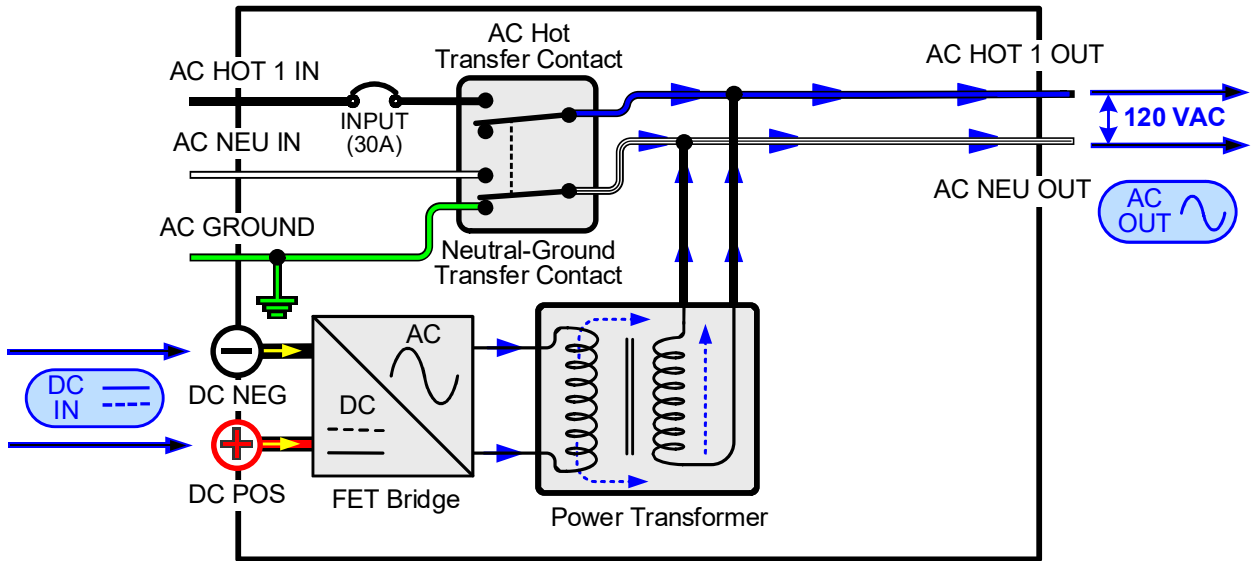 AC Hot
Transfer Contact
AC HOT 1 OUT
AC HOT 1 IN
INPUT
(30A)
120 VAC
AC NEU IN
AC NEU OUT
AC
OUT
AC GROUND
Neutral-Ground
Transfer Contact
DC
IN
DC NEG
DC POS
AC
DC
FET Bridge
Power Transformer